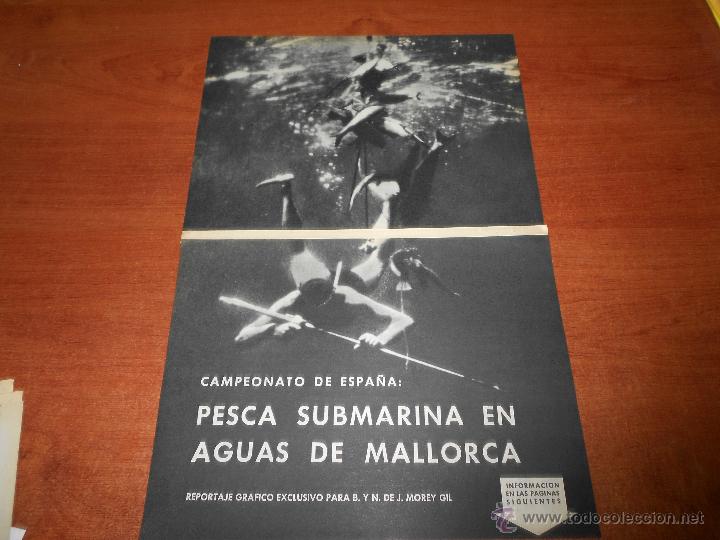 CAMPEONATO DE ESPAÑA:
PESCA SUBMARINA EN
AGUAS DE MALLORCA
REPORTAJE GRAFICO EXCLUSIVO PARA B. Y N. DE J. MOREY GIL
INFORMACION
EN LAS PAGINAS
SIGUIENTES
© www.todocoleccion.net